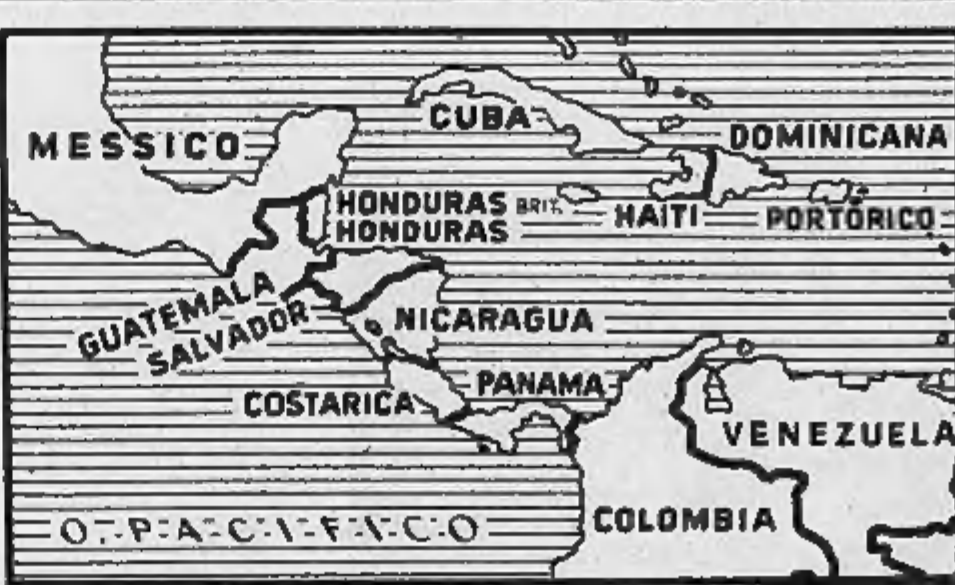 CUBA
MESSICO
DOMINICANA
HONDURAS BRIT.
HAITI
PORTORICO
HONDURAS
GUATEMALA
SALVADOR
NICARAGUA
PANAMA
COSTARICA
VENEZUELA
COLOMBIA
O. PACIFICO